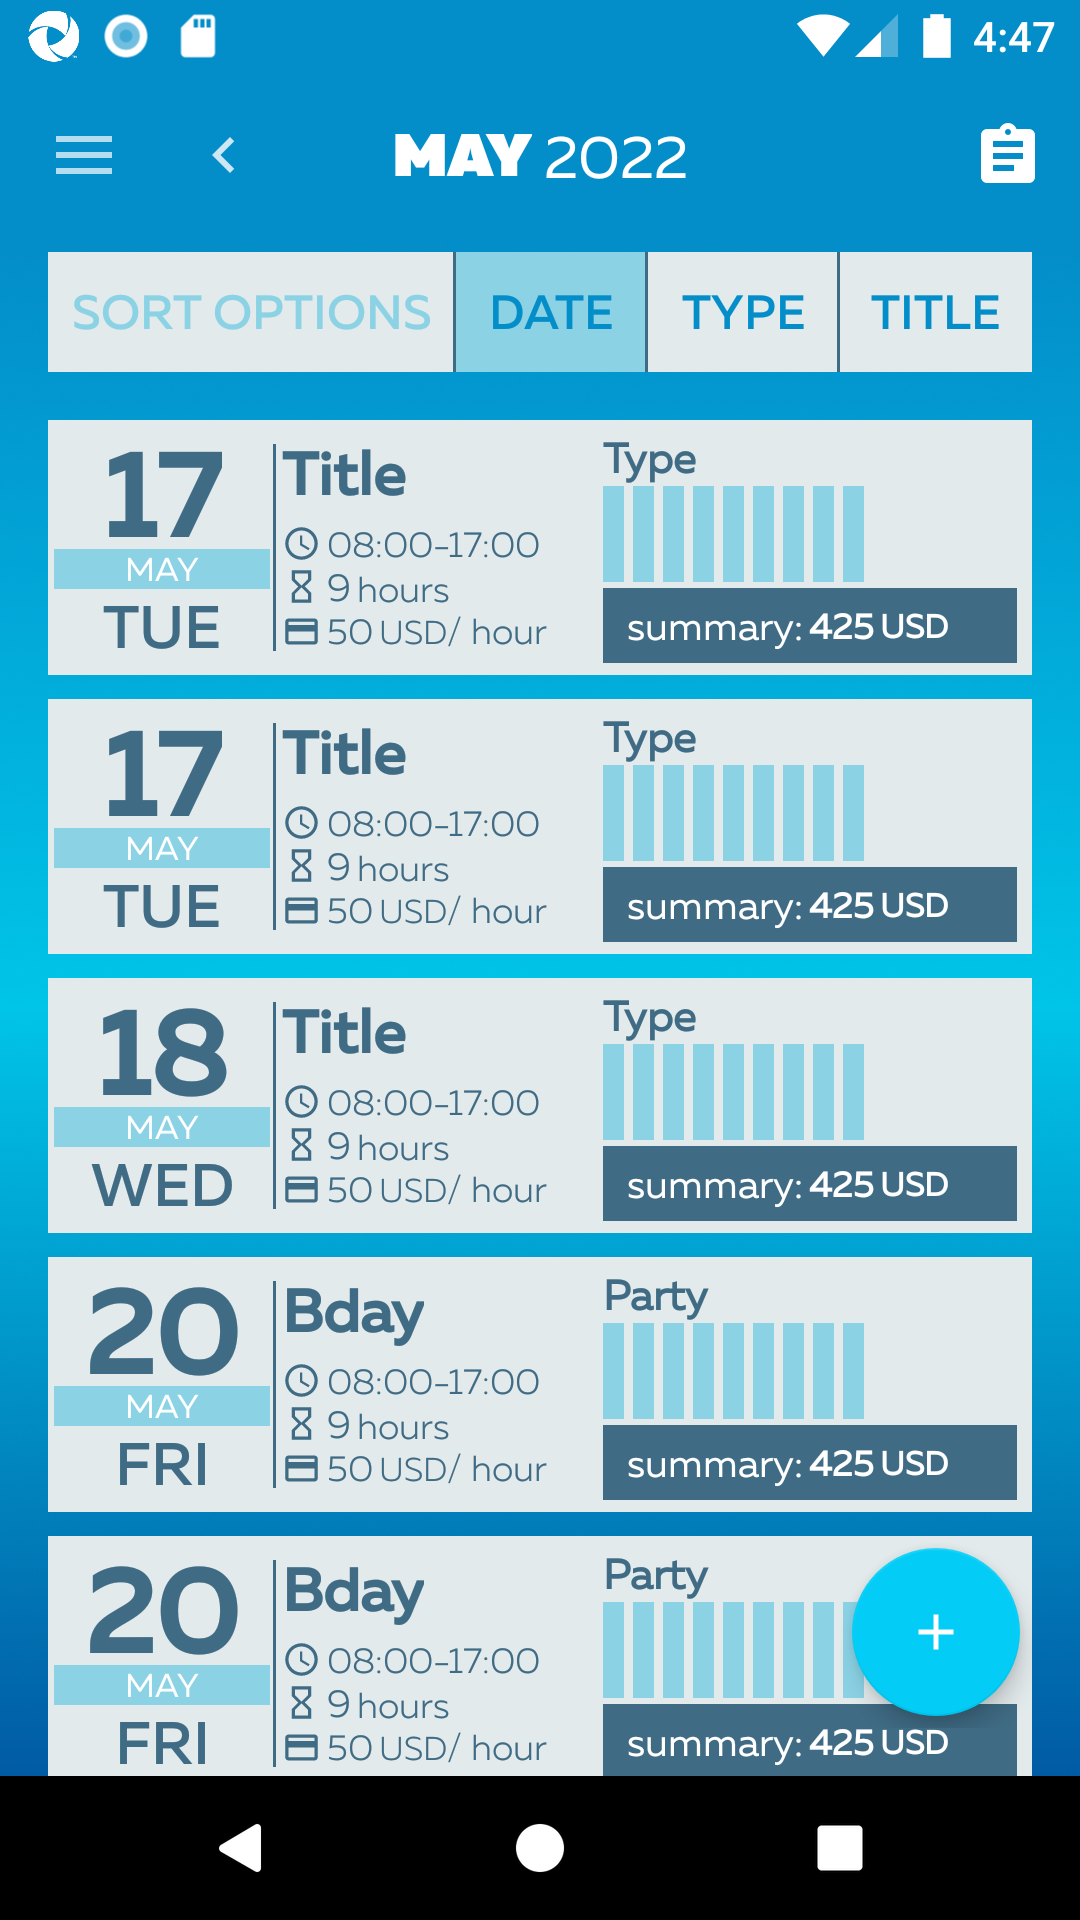 4:47
MAY 2022
SORT OPTIONS DATE TYPE TITLE
17
MAY
TUE
Title
08:00-17:00
9 hours
50 USD/ hour
Type
summary: 425 USD
17
MAY
TUE
Title
08:00-17:00
9 hours
50 USD/ hour
Type
summary: 425 USD
18
MAY
WED
Title
08:00-17:00
9 hours
50 USD/ hour
Type
summary: 425 USD
20
MAY
FRI
Bday
08:00-17:00
9 hours
50 USD/ hour
Party
summary: 425 USD
20
MAY
FRI
Bday
08:00-17:00
9 hours
50 USD/ hour
Party
summary: 425 USD